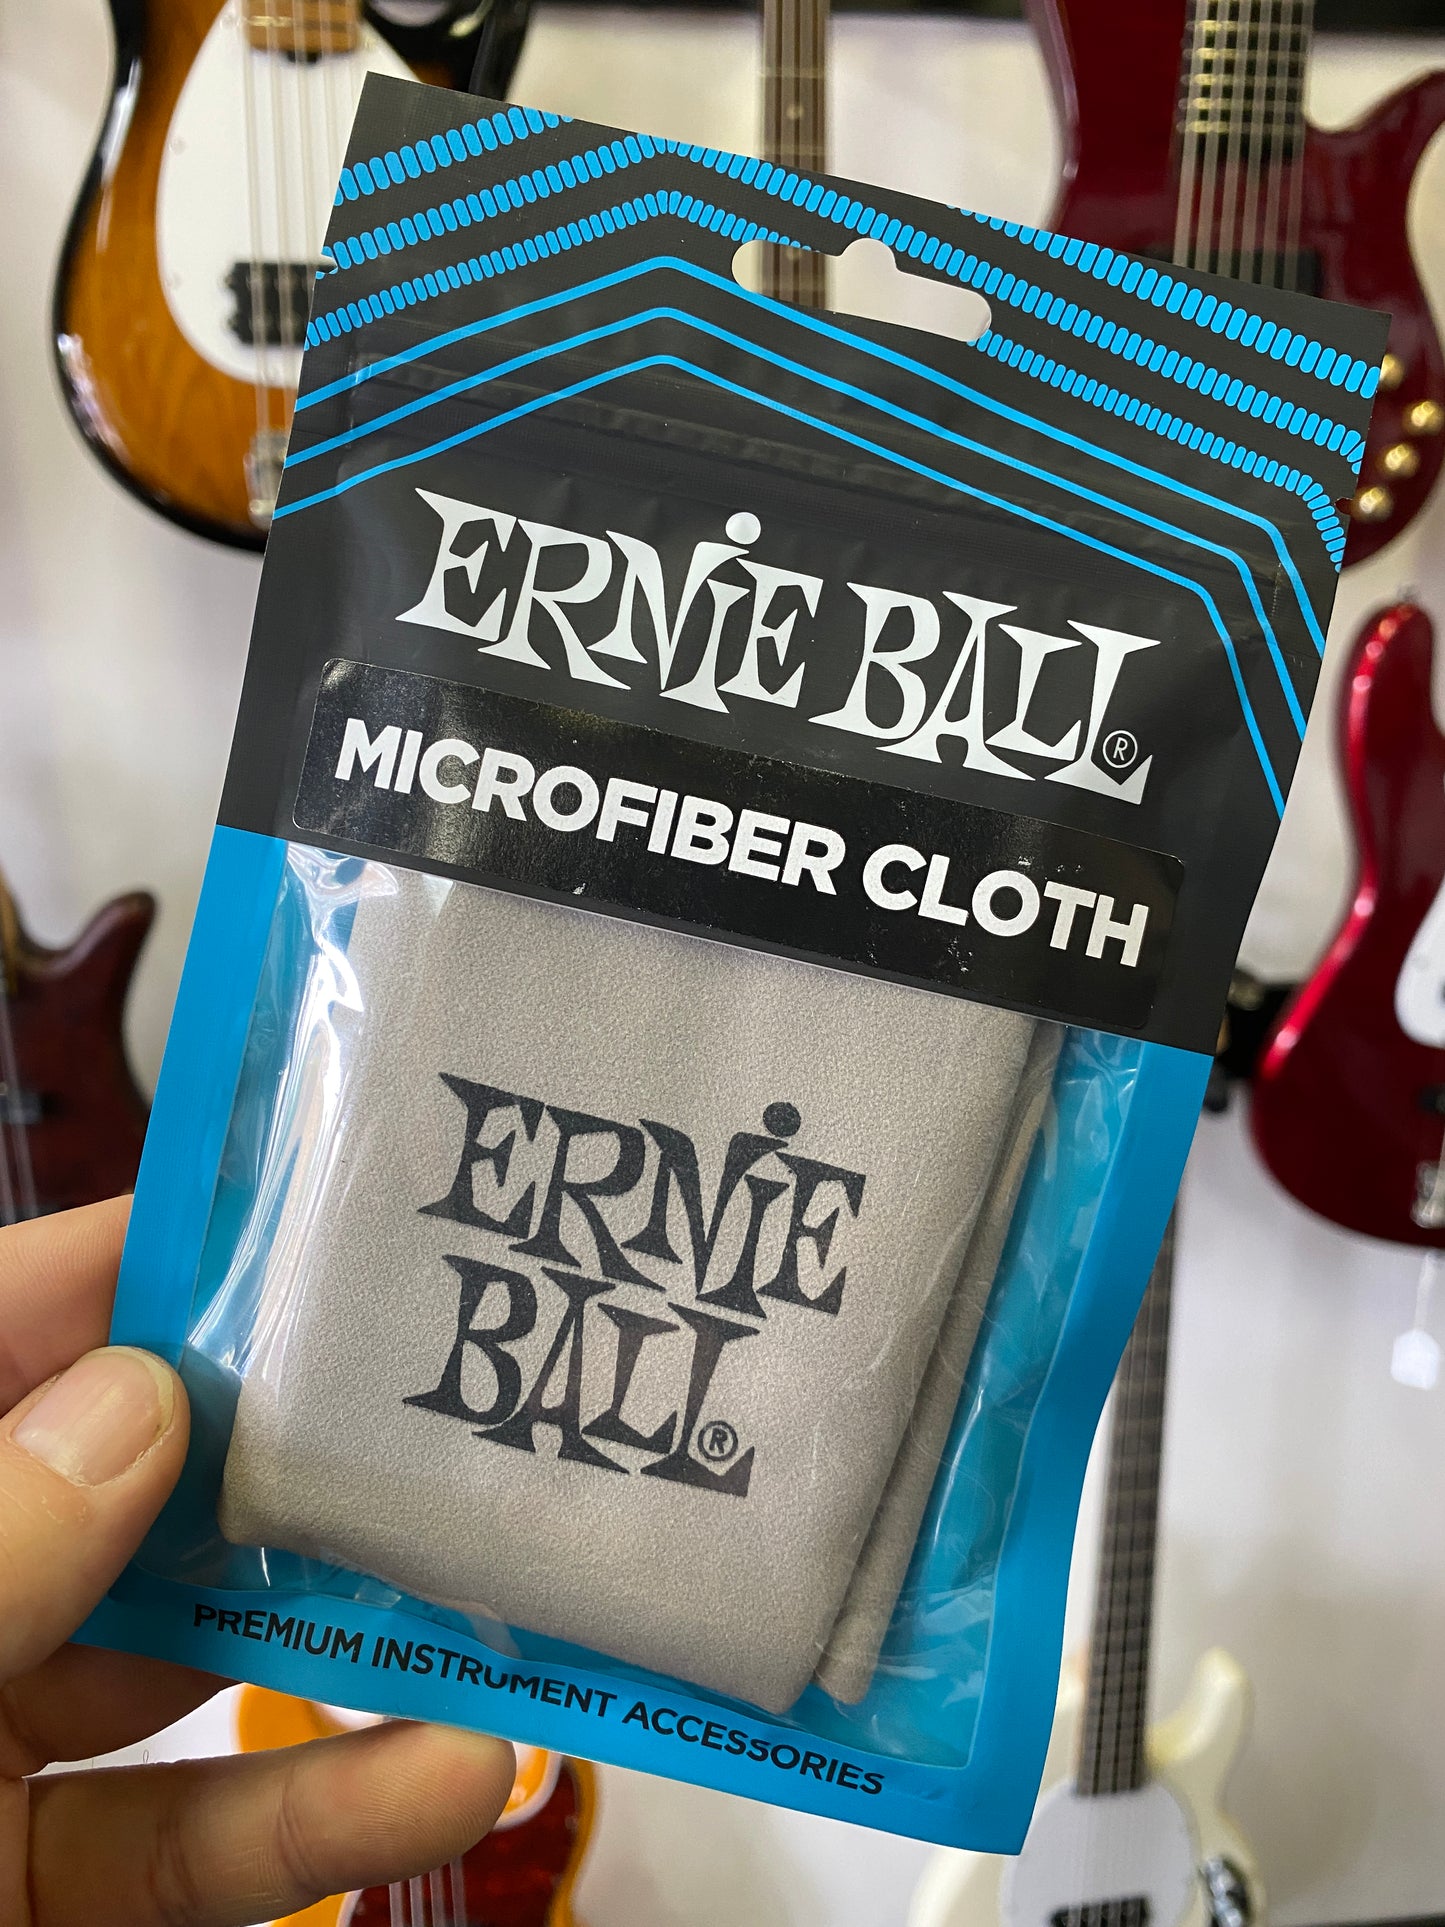 ERNiE BALL®
MICROFIBER CLOTH
ERNiE
BALL®
PREMIUM INSTRUMENT ACCESSORIES